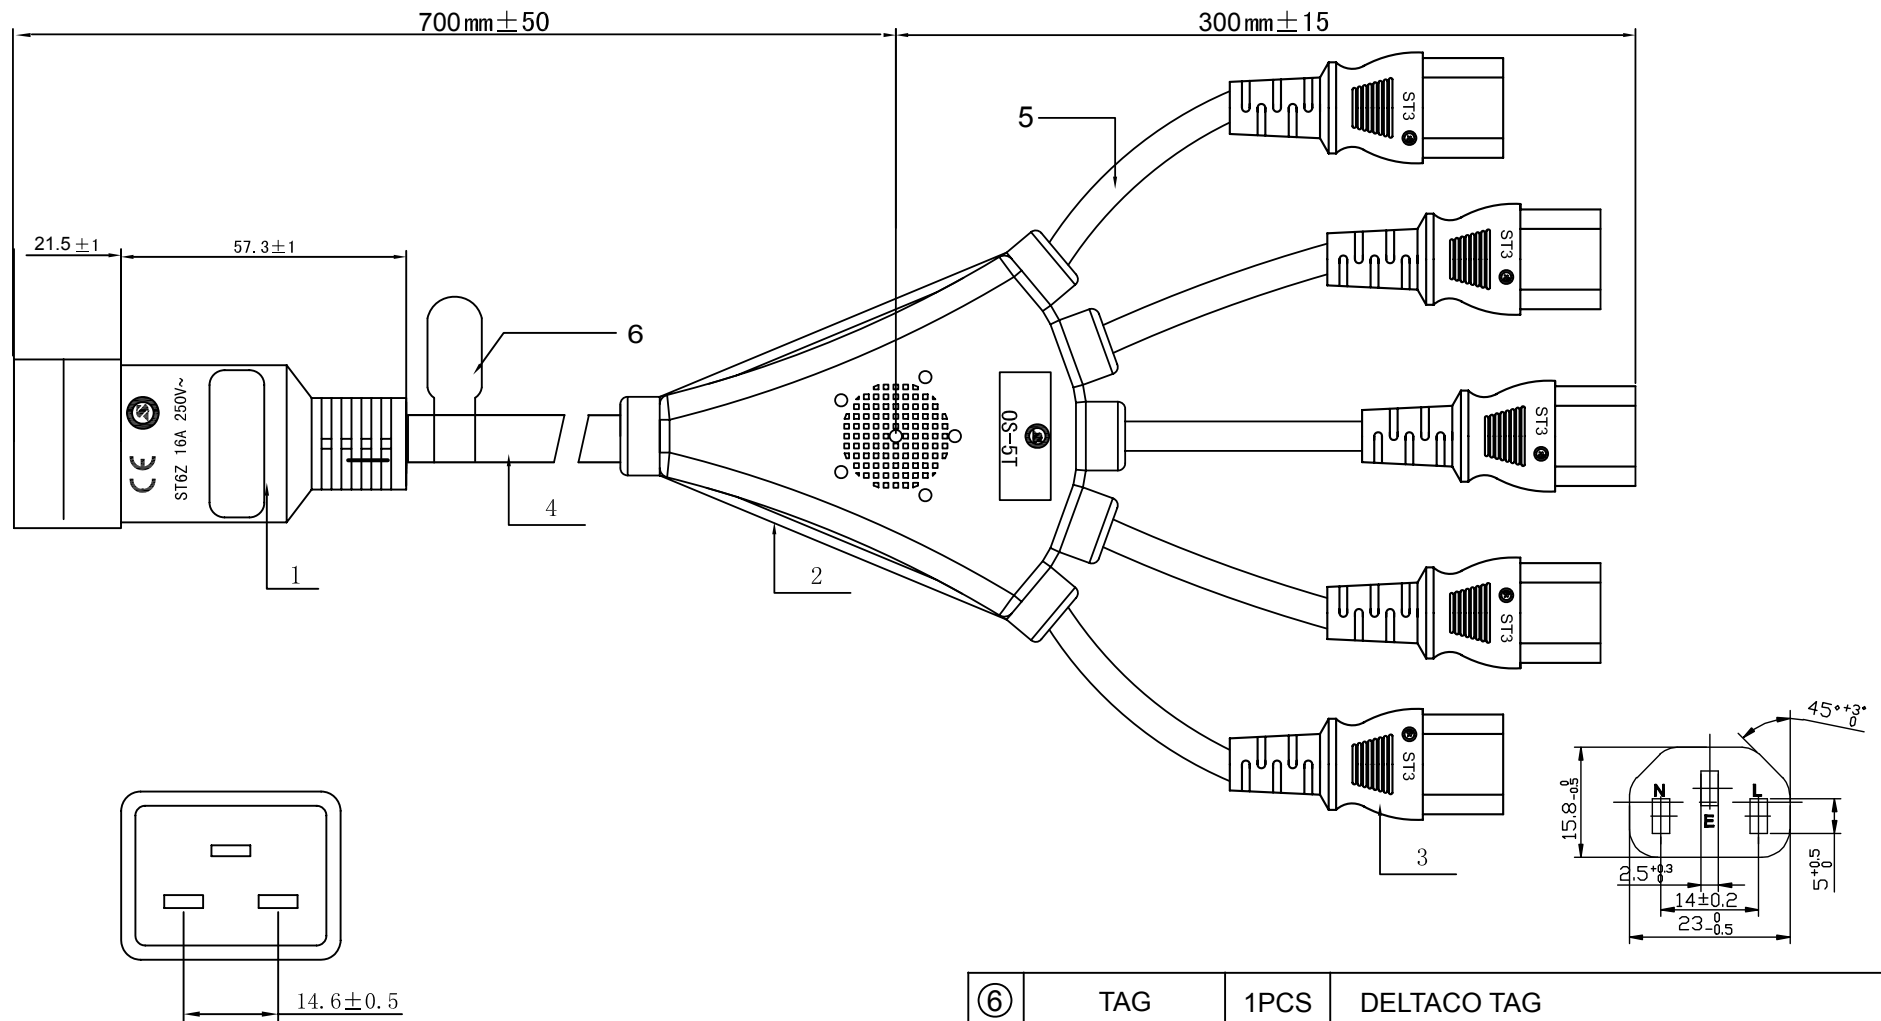 700mm±50
300mm±15
5
ST3
21.5±1
57.3±1
ST3
6
ST6Z 16A 250V~
CE
OS-5T
ST3
4
1
2
ST3
ST3
3
45°+3° 0
15.8 0 -0.5
N
L
E
5+0.5 0
2.5+0.3 0
14±0.2
23 0 -0.5
14.6±0.5
⑥ TAG 1PCS DELTACO TAG